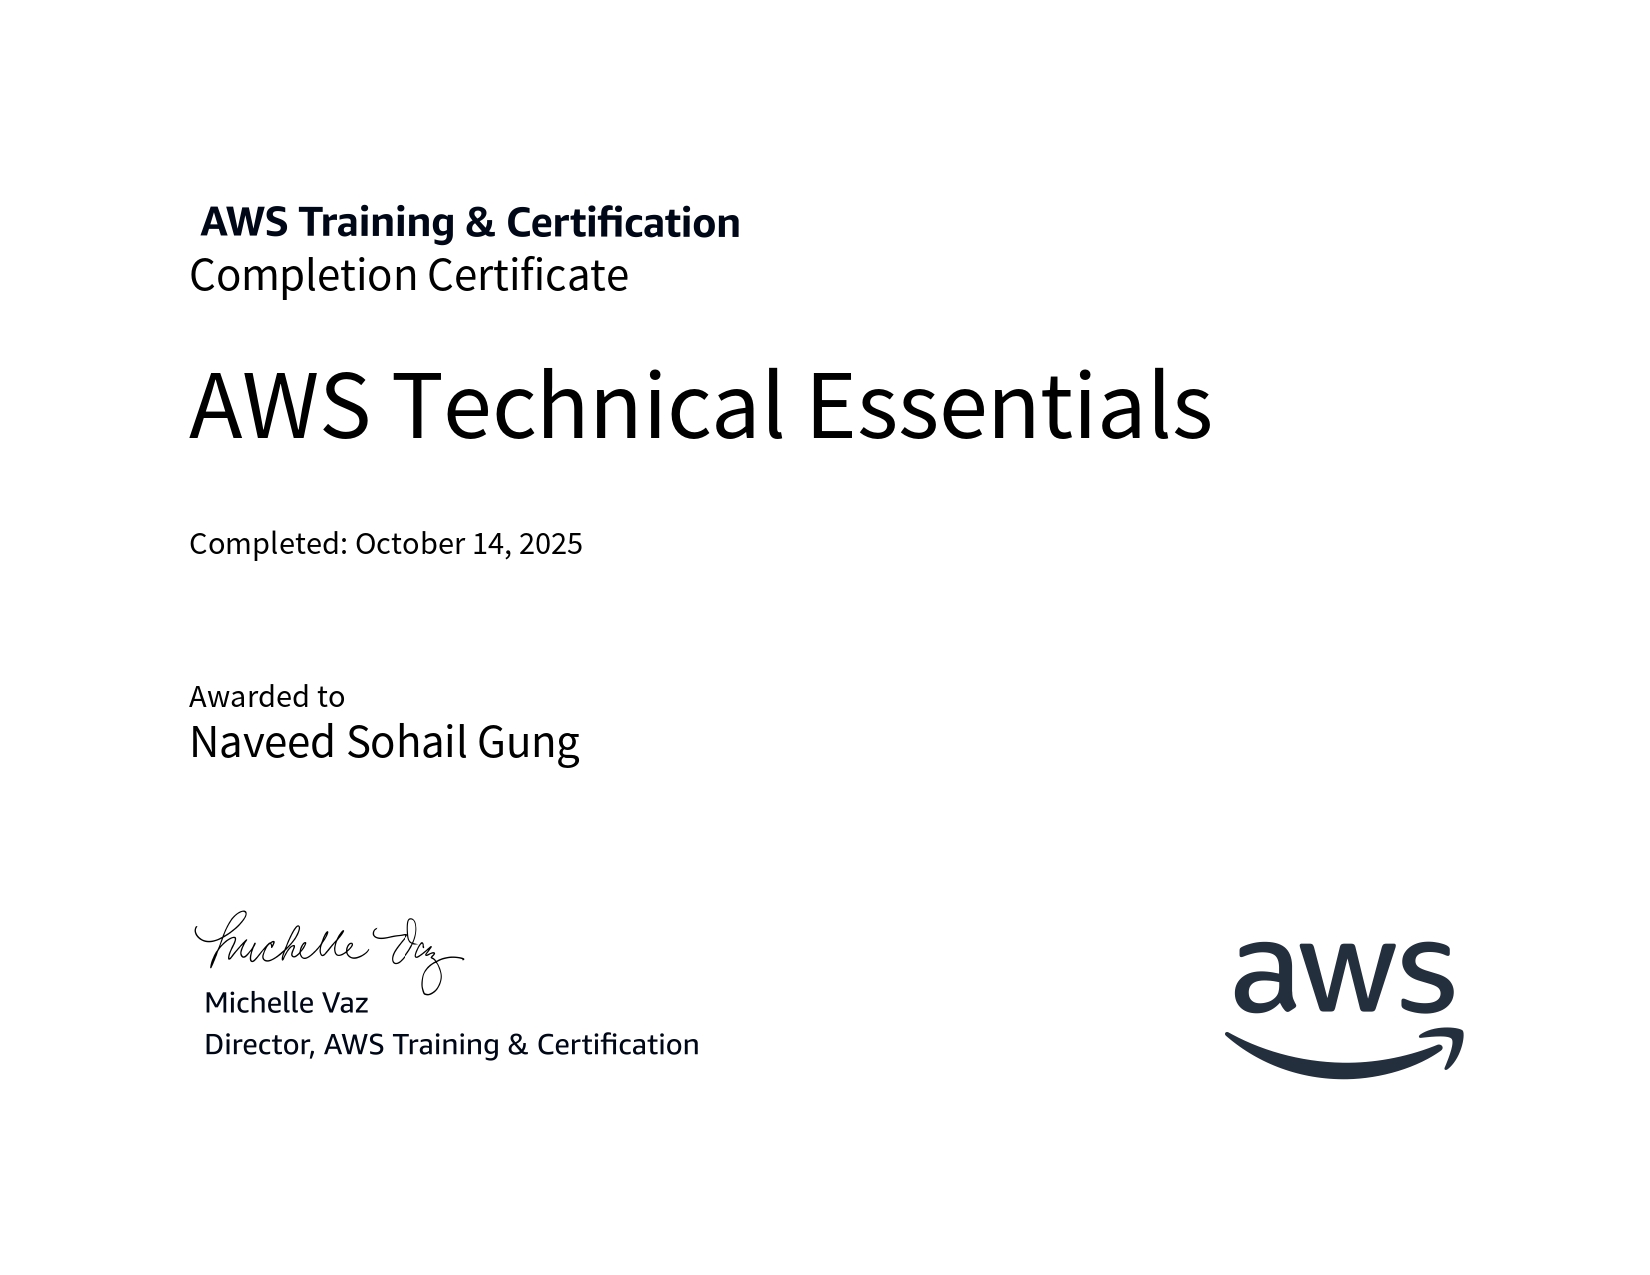 AWS Training & Certification
Completion Certificate
AWS Technical Essentials
Completed: October 14, 2025
Awarded to
Naveed Sohail Gung
Michelle Vaz
Michelle Vaz
Director, AWS Training & Certification
aws